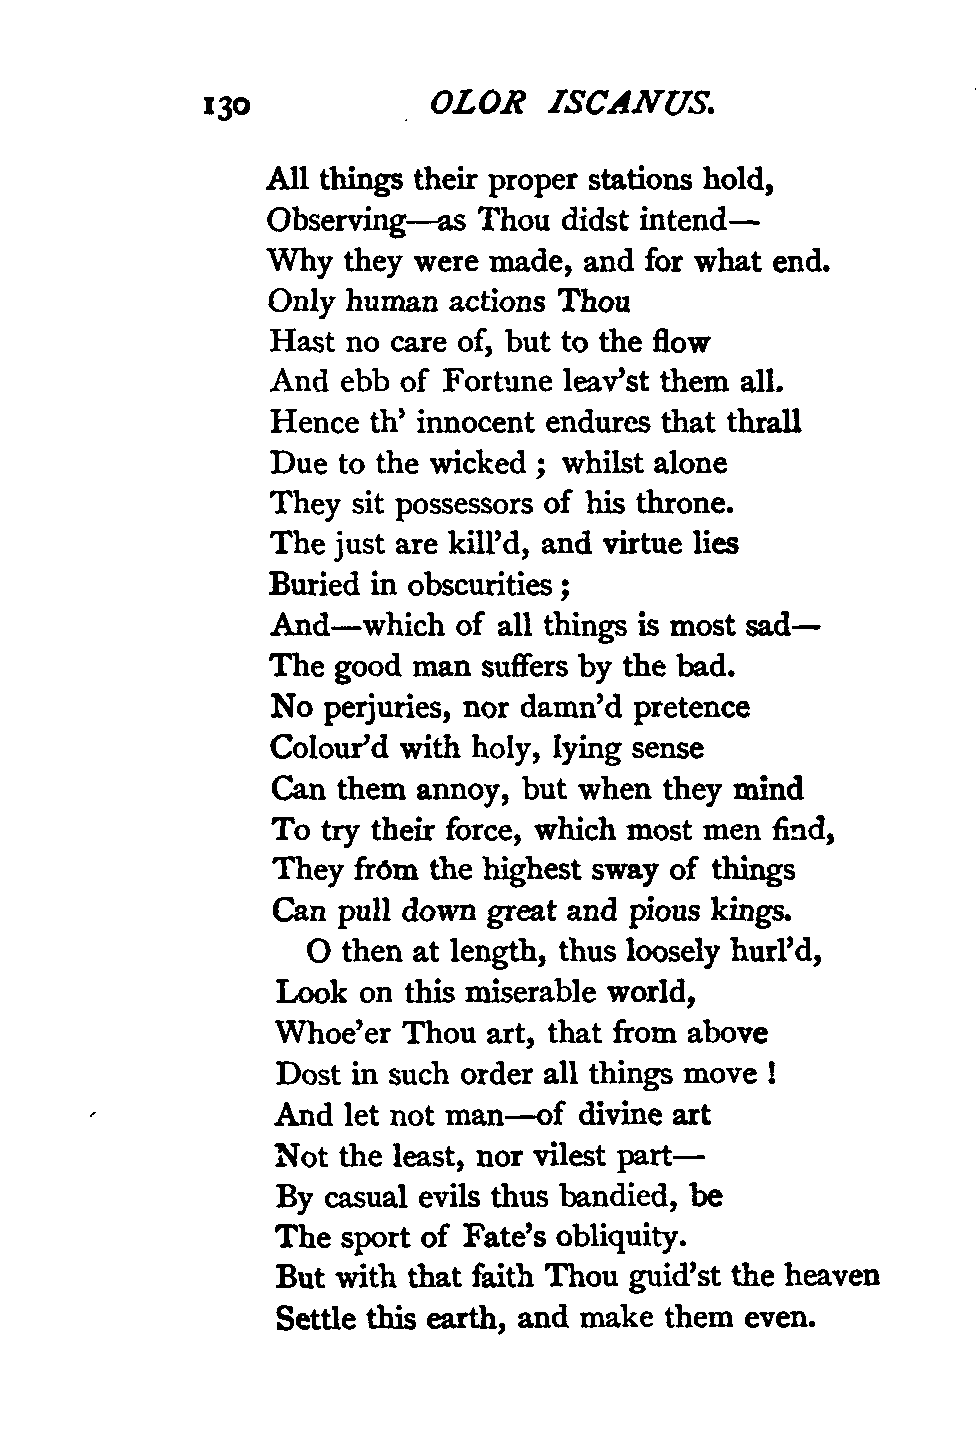 130 OLOR ISCANUS.
All things their proper stations hold,
Observing—as Thou didst intend—
Why they were made, and for what end.
Only human actions Thou
Hast no care of, but to the flow
And ebb of Fortune leav'st them all.
Hence th' innocent endures that thrall
Due to the wicked ; whilst alone
They sit possessors of his throne.
The just are kill'd, and virtue lies
Buried in obscurities ;
And—which of all things is most sad—
The good man suffers by the bad.
No perjuries, nor damn'd pretence
Colour'd with holy, lying sense
Can them annoy, but when they mind
To try their force, which most men find,
They from the highest sway of things
Can pull down great and pious kings.
O then at length, thus loosely hurl'd,
Look on this miserable world,
Whoe'er Thou art, that from above
Dost in such order all things move !
And let not man—of divine art
Not the least, nor vilest part—
By casual evils thus bandied, be
The sport of Fate's obliquity.
But with that faith Thou guid'st the heaven
Settle this earth, and make them even.